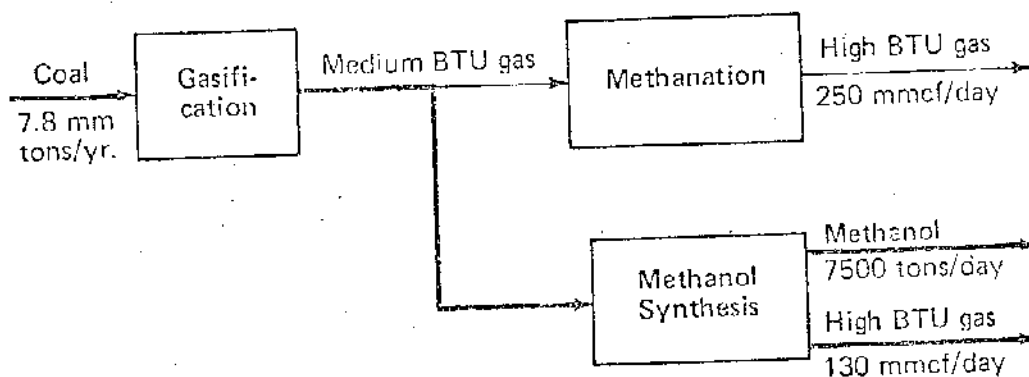 Coal
7.8 mm
tons/yr.
Gasifi-
cation
Medium BTU gas
Methanation
High BTU gas
250 mmcf/day
Methanol
Synthesis
Methanol
7500 tons/day
High BTU gas
130 mmcf/day